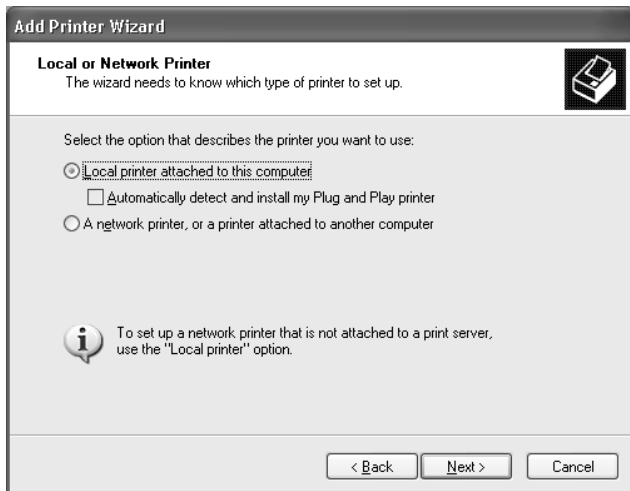 Add Printer Wizard
Local or Network Printer
The wizard needs to know which type of printer to set up.
Select the option that describes the printer you want to use:
Local printer attached to this computer
Automatically detect and install my Plug and Play printer
A network printer, or a printer attached to another computer
To set up a network printer that is not attached to a print server,
use the "Local printer" option.
< Back
Next >
Cancel